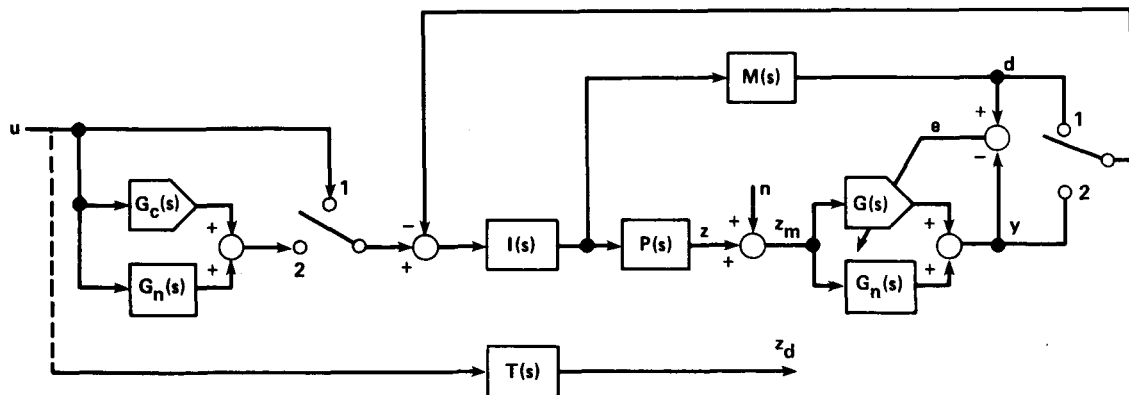 M(s)
d
1
+
u
e
−
1
2
G_c(s)
n
G(s)
+
−
+
z
z_m
+
I(s)
P(s)
+
y
+
2
+
+
G_n(s)
+
G_n(s)
T(s)
z_d